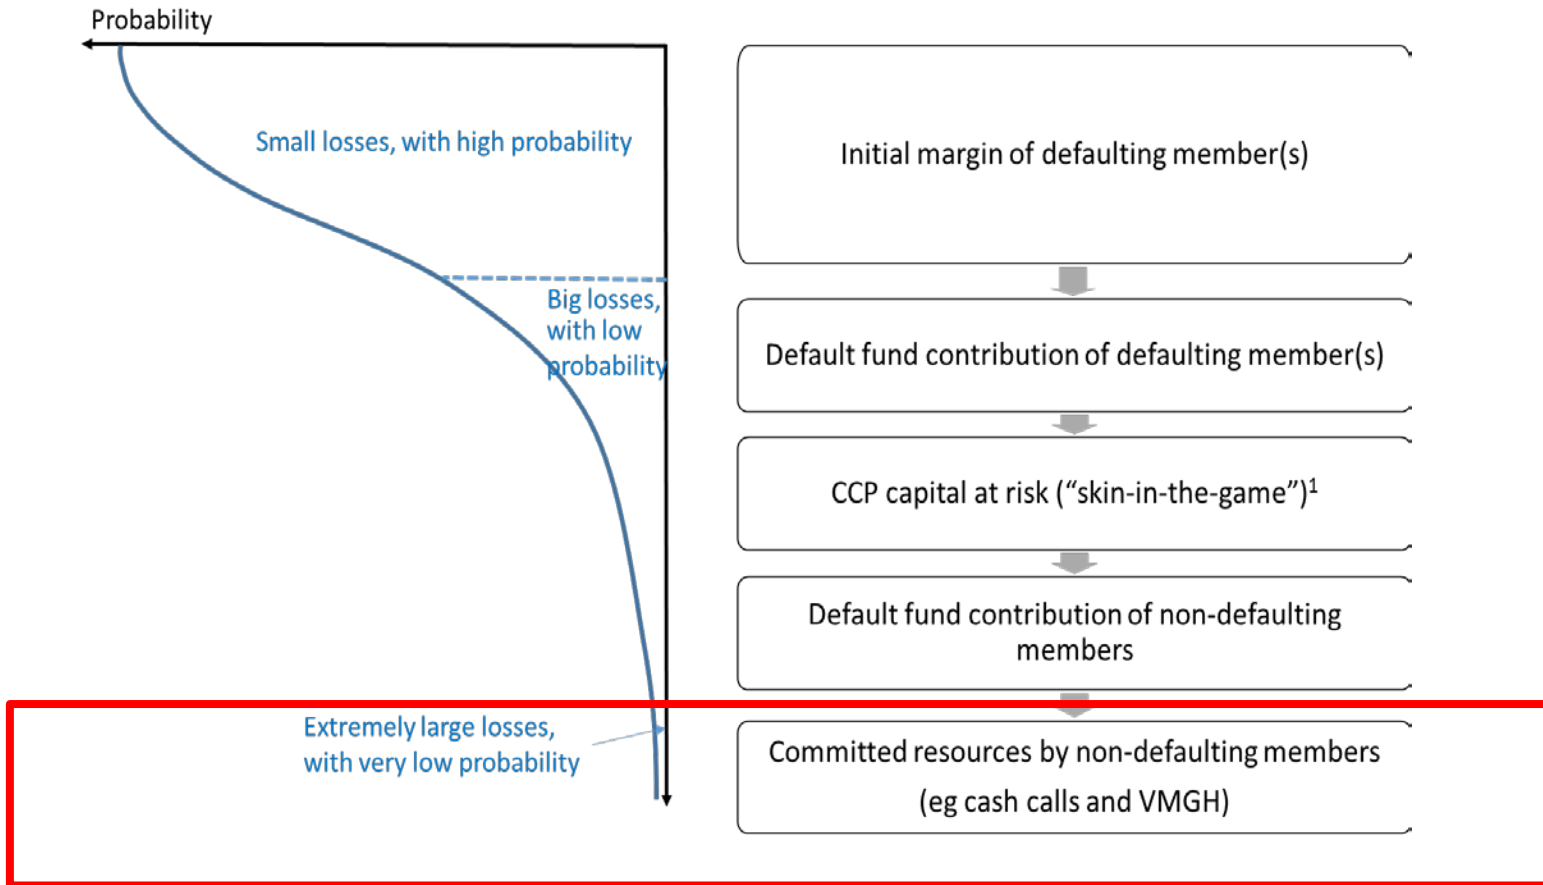 Probability
Small losses, with high probability
Big losses,
with low
probability
Extremely large losses,
with very low probability
Initial margin of defaulting member(s)
Default fund contribution of defaulting member(s)
CCP capital at risk (“skin-in-the-game”)¹
Default fund contribution of non-defaulting
members
Committed resources by non-defaulting members
(eg cash calls and VMGH)